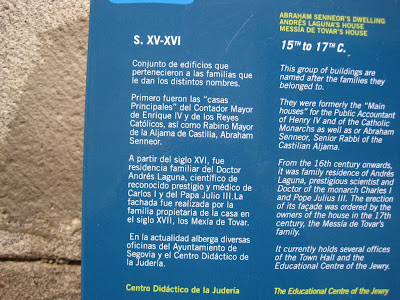 S. XV-XVI
Conjunto de edificios que
pertenecieron a las familias que
le dan los distintos nombres.
Primero fueron las "casas
Principales" del Contador Mayor
de Enrique IV y de los Reyes
Católicos, así como Rabino Mayor
de la Aljama de Castilla, Abraham
Senneor.
A partir del siglo XVI, fue
residencia familiar del Doctor
Andrés Laguna, científico de
reconocido prestigio y médico de
Carlos I y del Papa Julio III.La
fachada fue realizada por la
familia propietaria de la casa en
el siglo XVII, los Mexía de Tovar.
En la actualidad alberga diversas
oficinas del Ayuntamiento de
Segovia y el Centro Didáctico de
la Judería.
Centro Didáctico de la Judería
ABRAHAM SENNEOR'S DWELLING
ANDRÉS LAGUNA'S HOUSE
MESSÍA DE TOVAR'S HOUSE
15TH to 17TH C.
This group of buildings are
named after the families they
belonged to.
They were formerly the "Main
houses" for the Public Accountant
of Henry IV and of the Catholic
Monarchs as well as or Abraham
Senneor, Senior Rabbi of the
Castilian Aljama.
From the 16th century onwards,
it was family residence of Andrés
Laguna, prestigious scientist and
Doctor of the monarch Charles I
and Pope Julius III. The erection
of its façade was ordered by the
owners of the house in the 17th
century, the Messía de Tovar's
family.
It currently holds several offices
of the Town Hall and the
Educational Centre of the Jewry.
The Educational Centre of the Jewry